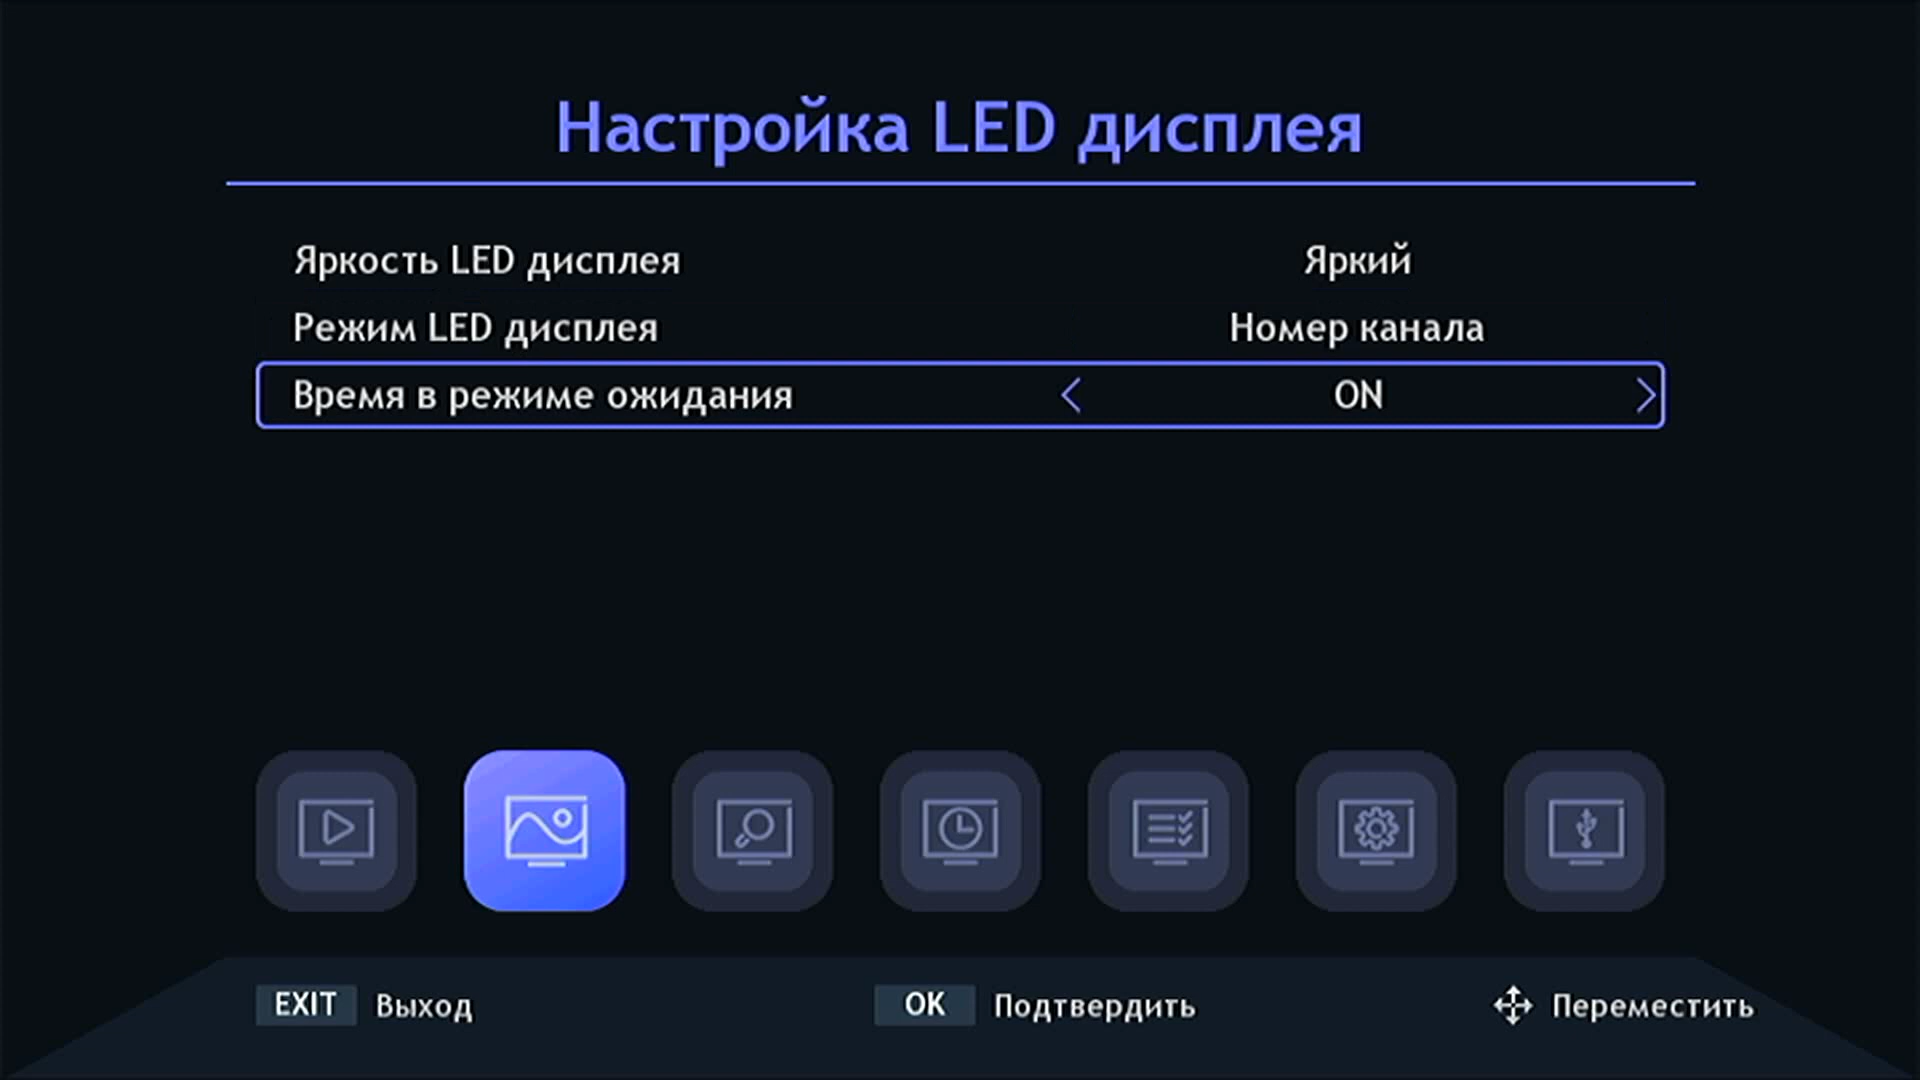 Настройка LED дисплея
Яркость LED дисплея Яркий
Режим LED дисплея Номер канала
Время в режиме ожидания ON
EXIT Выход OK Подтвердить Переместить